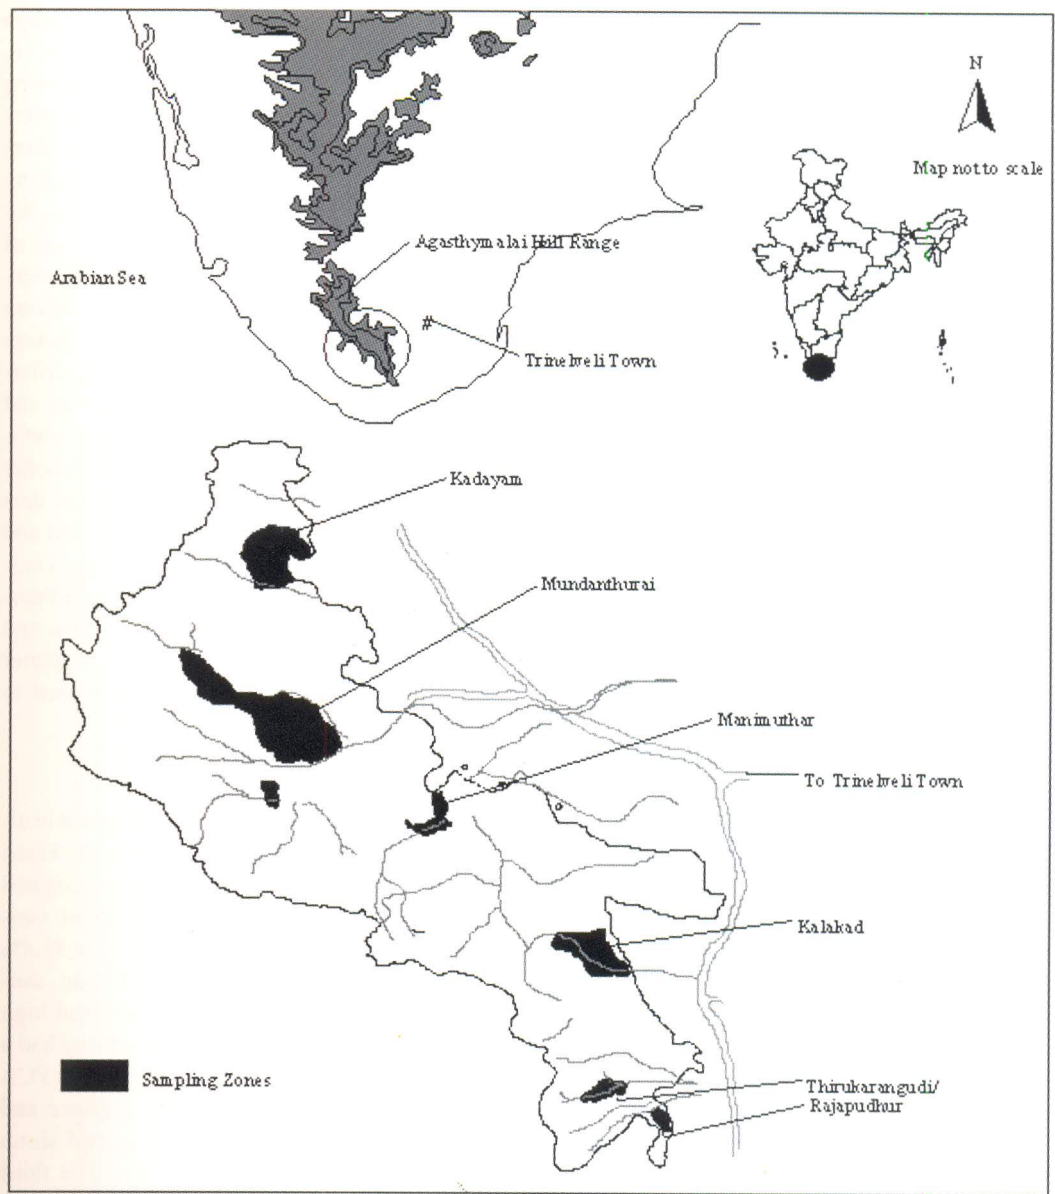 N
Map not to scale
Agasthymalai Hill Range
Arabian Sea
#
Trinelveli Town
Kadayam
Mundanthurai
Manimuthar
To Trinelveli Town
Kalakad
Sampling Zones
Thirukarangudi/
Rajapudhur